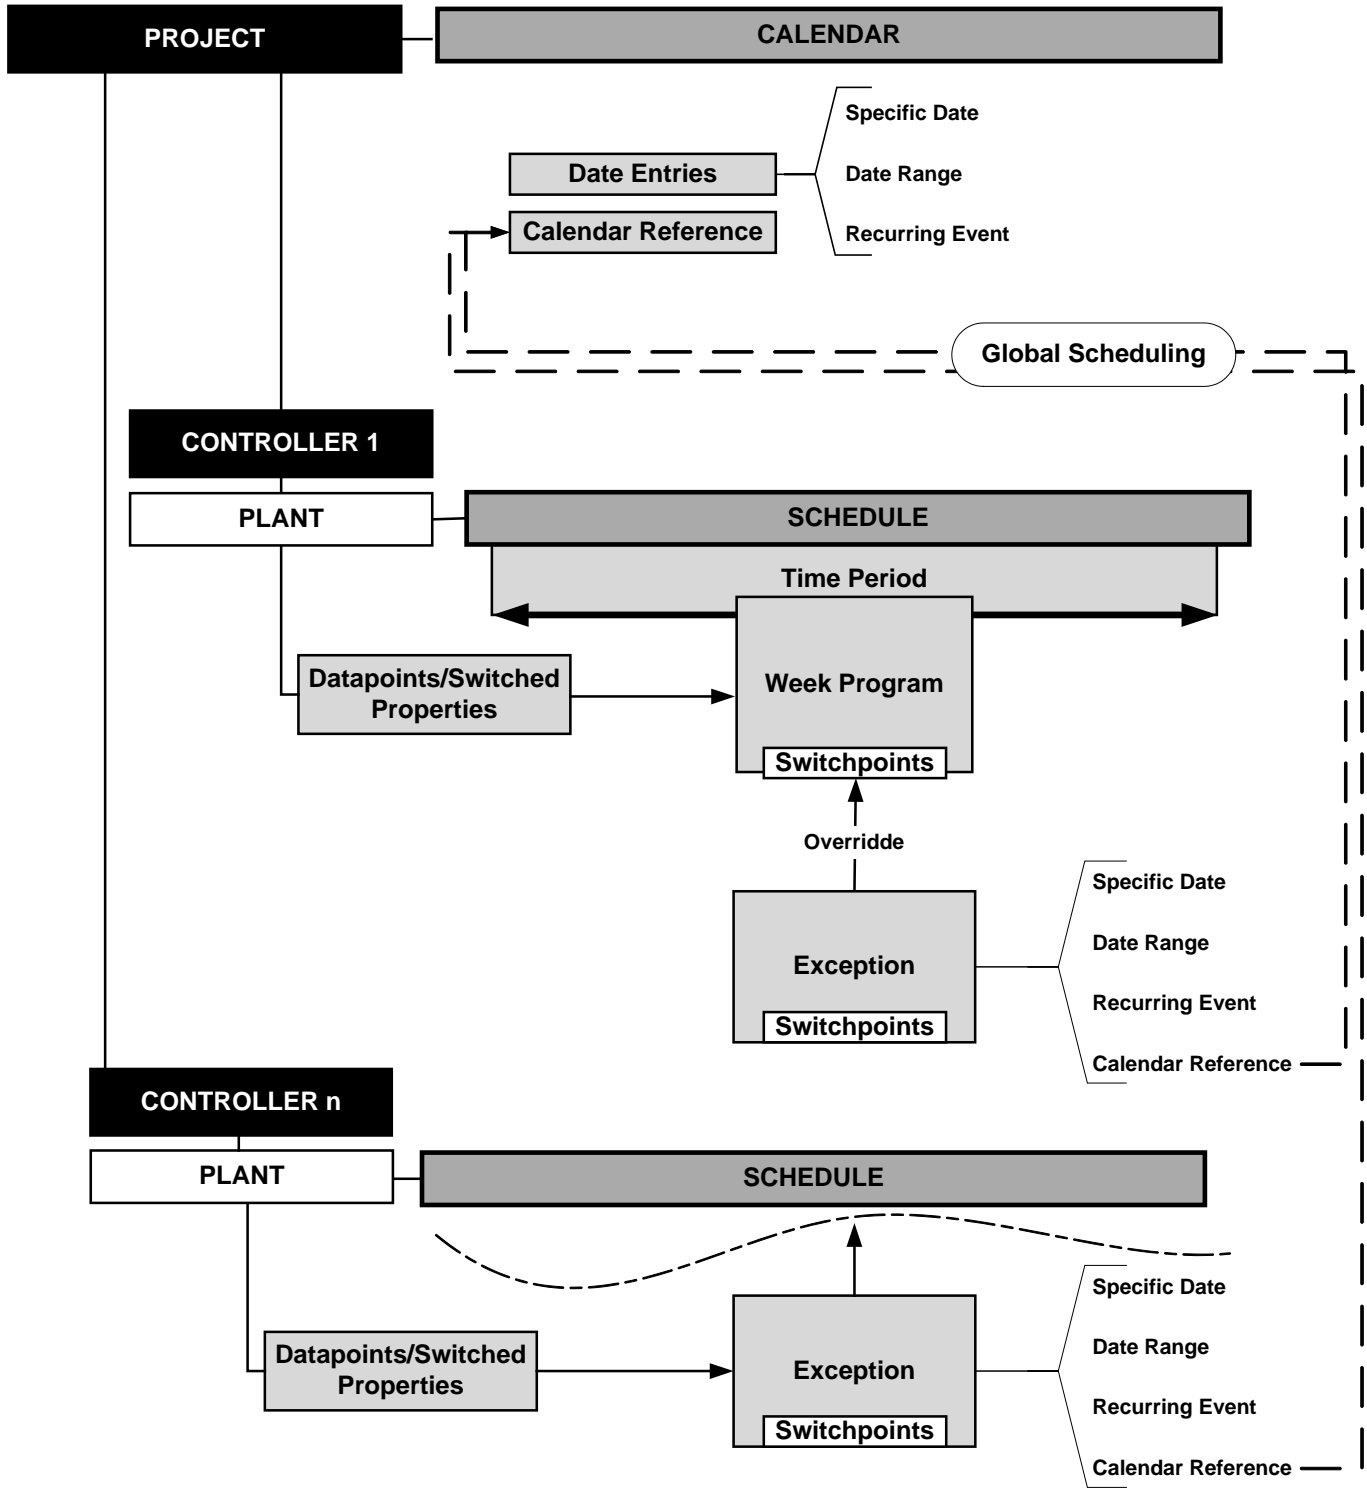 PROJECT
CALENDAR
Specific Date
Date Entries
Date Range
Calendar Reference
Recurring Event
Global Scheduling
CONTROLLER 1
PLANT
SCHEDULE
Time Period
Datapoints/Switched
Properties
Week Program
Switchpoints
Overridde
Specific Date
Date Range
Exception
Recurring Event
Switchpoints
Calendar Reference
CONTROLLER n
PLANT
SCHEDULE
Specific Date
Date Range
Datapoints/Switched
Properties
Exception
Recurring Event
Switchpoints
Calendar Reference